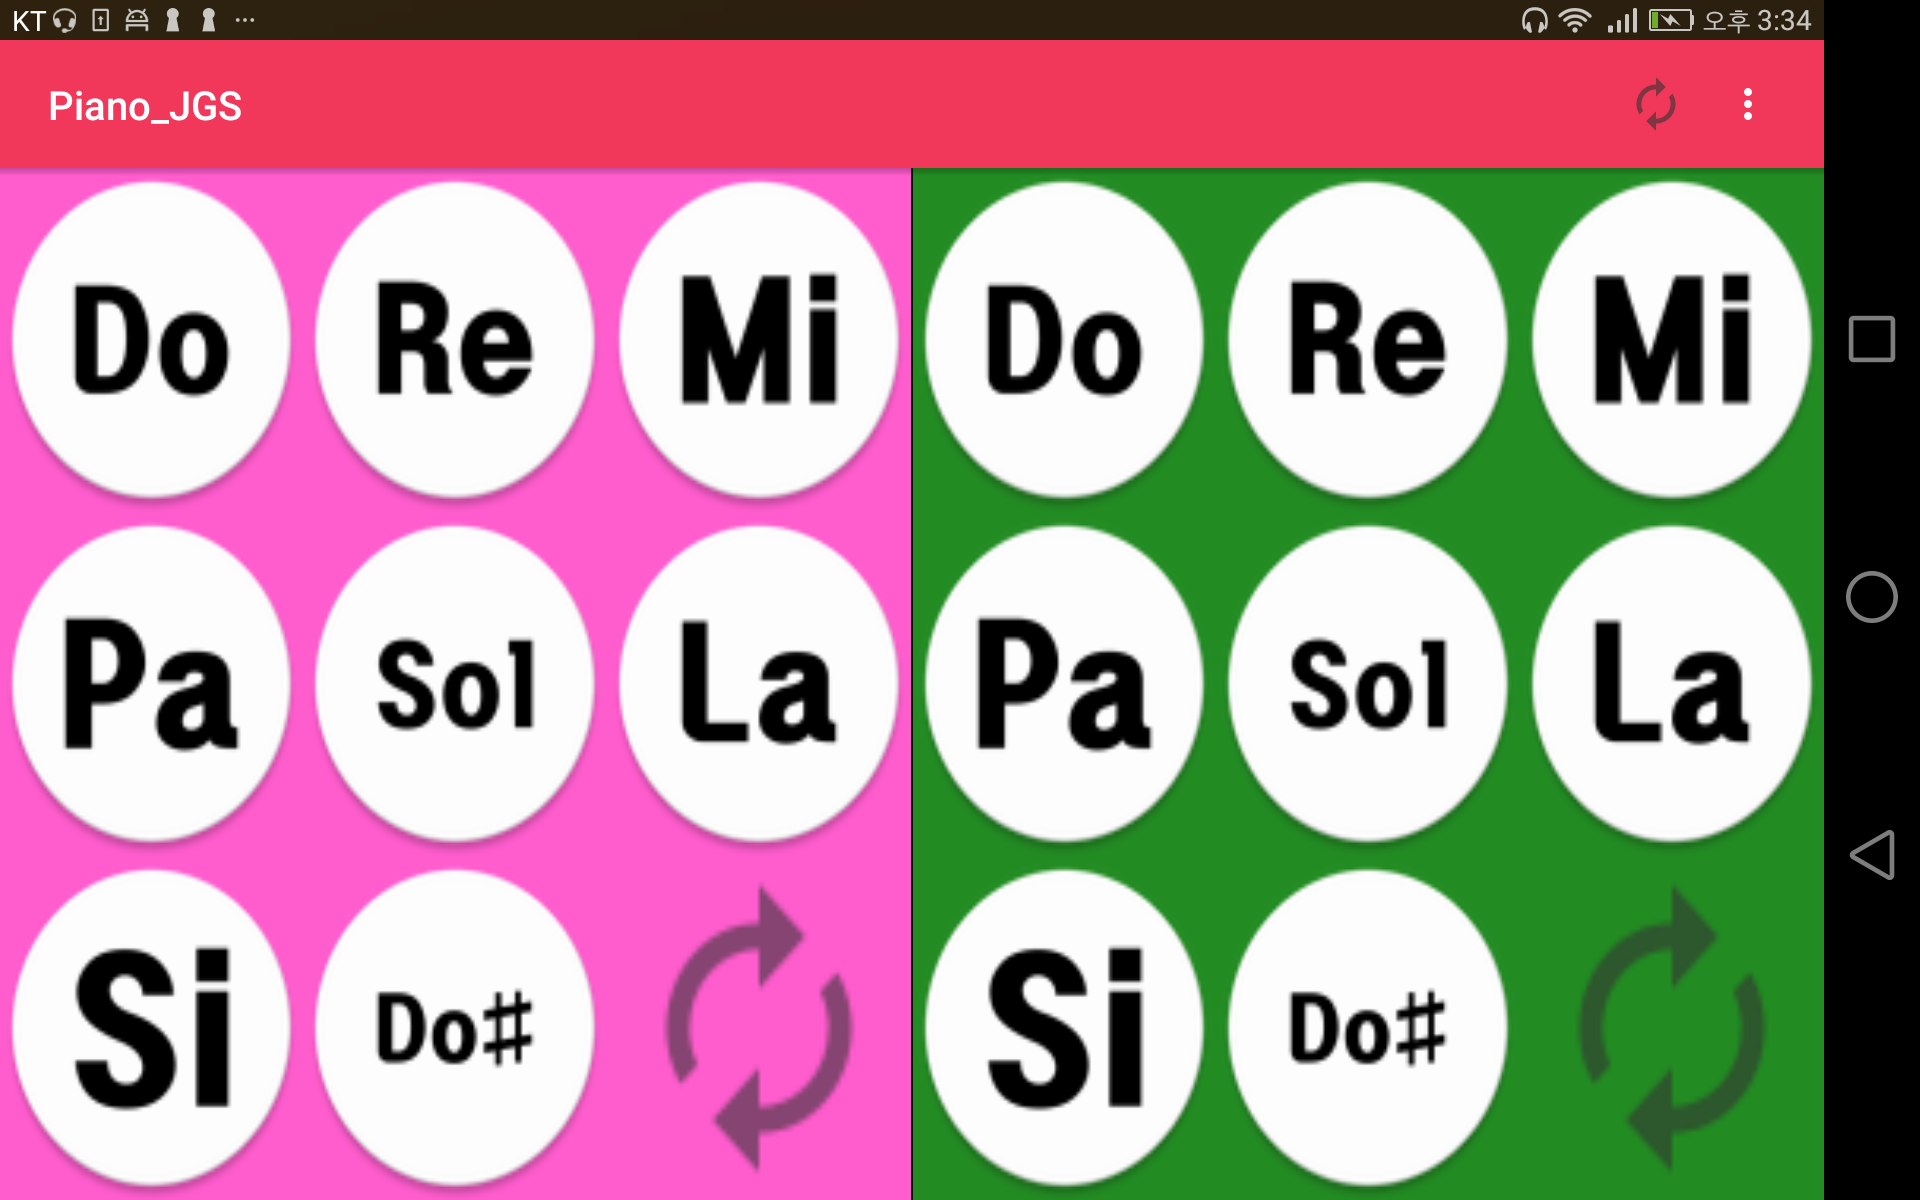 KT 오후 3:34
Piano_JGS
Do Re Mi Do Re Mi
Pa Sol La Pa Sol La
Si Do# Si Do#